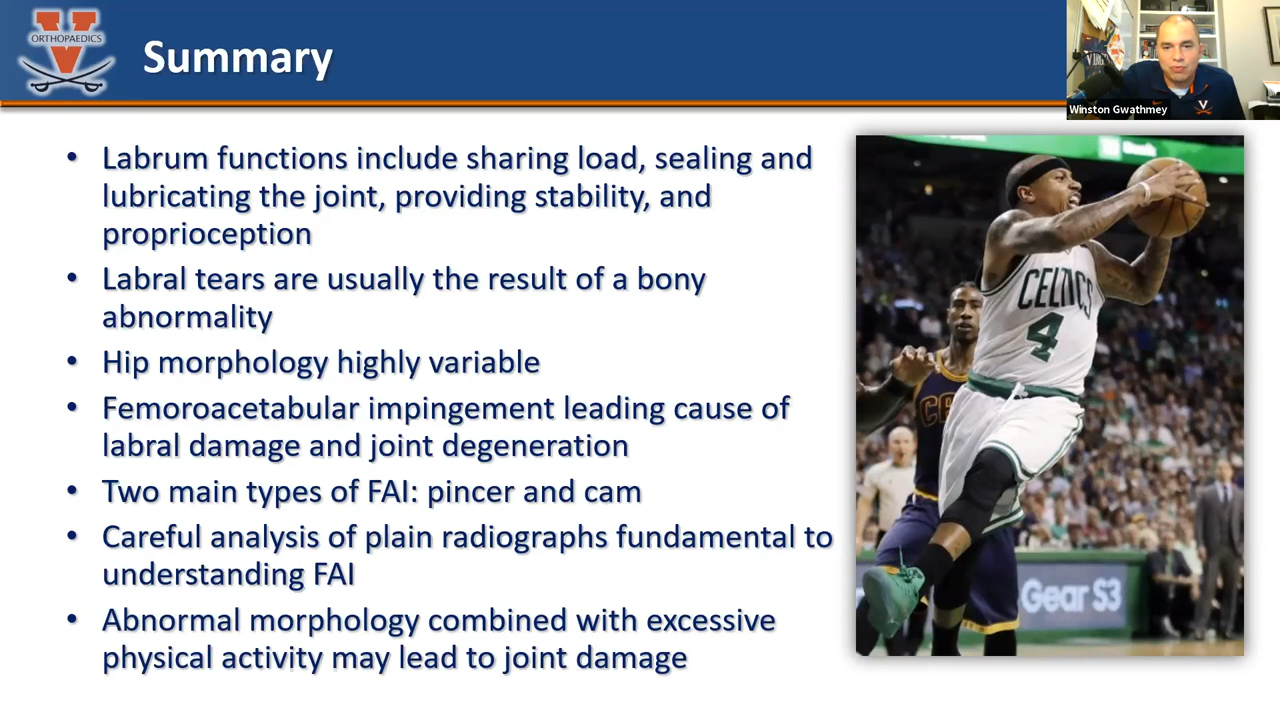 ORTHOPAEDICS
V
Summary
V
Winston Gwathmey
• Labrum functions include sharing load, sealing and
lubricating the joint, providing stability, and
proprioception
• Labral tears are usually the result of a bony
abnormality
• Hip morphology highly variable
• Femoroacetabular impingement leading cause of
labral damage and joint degeneration
• Two main types of FAI: pincer and cam
• Careful analysis of plain radiographs fundamental to
understanding FAI
• Abnormal morphology combined with excessive
physical activity may lead to joint damage
CELTICS
4
Gear S3